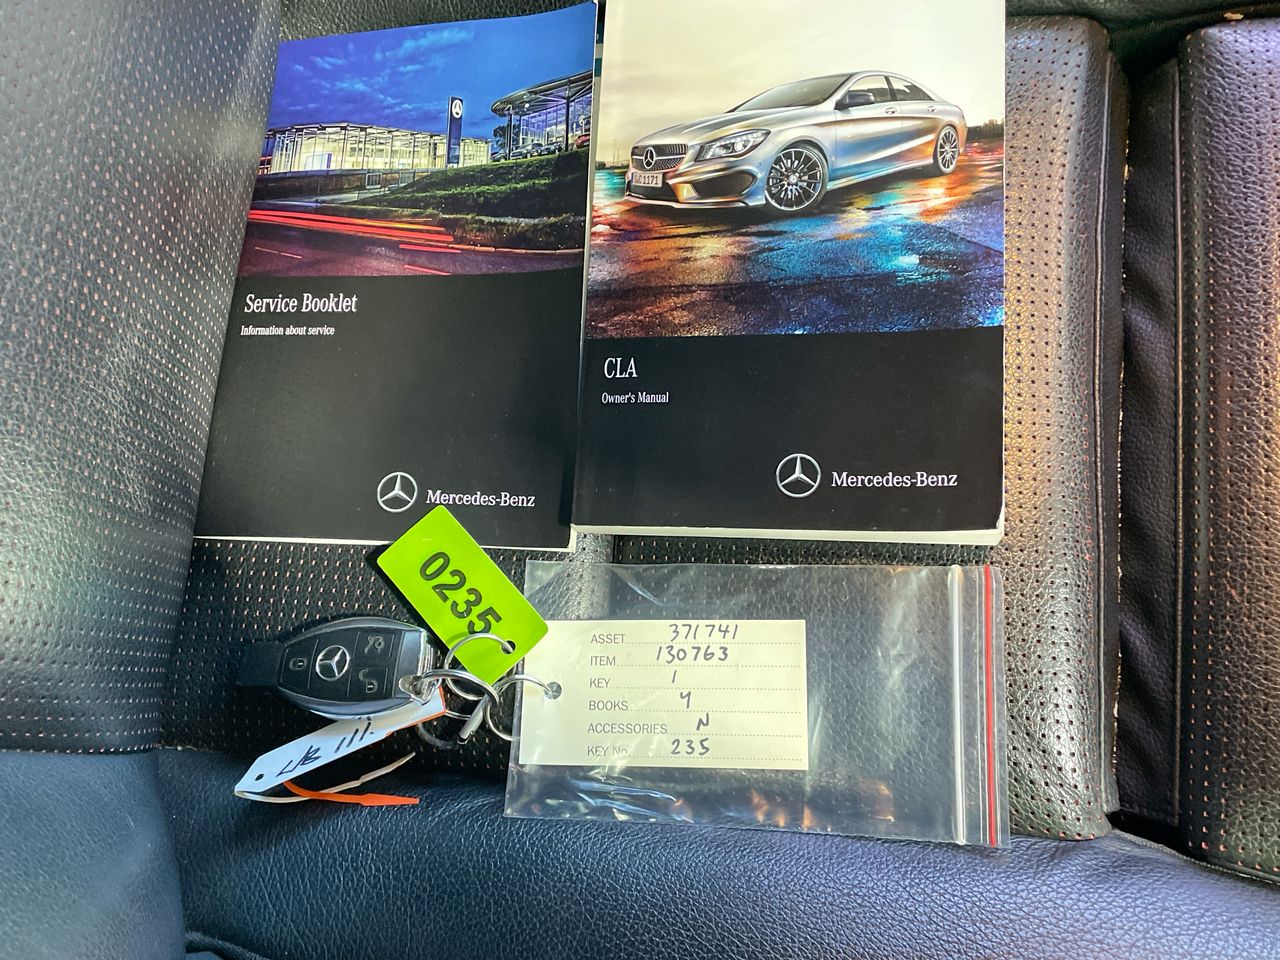 Service Booklet
Information about service
Mercedes-Benz
CLA
Owner's Manual
Mercedes-Benz
0235
ASSET 371741
ITEM 130763
KEY 1
BOOKS Y
ACCESSORIES N
KEY No. 235